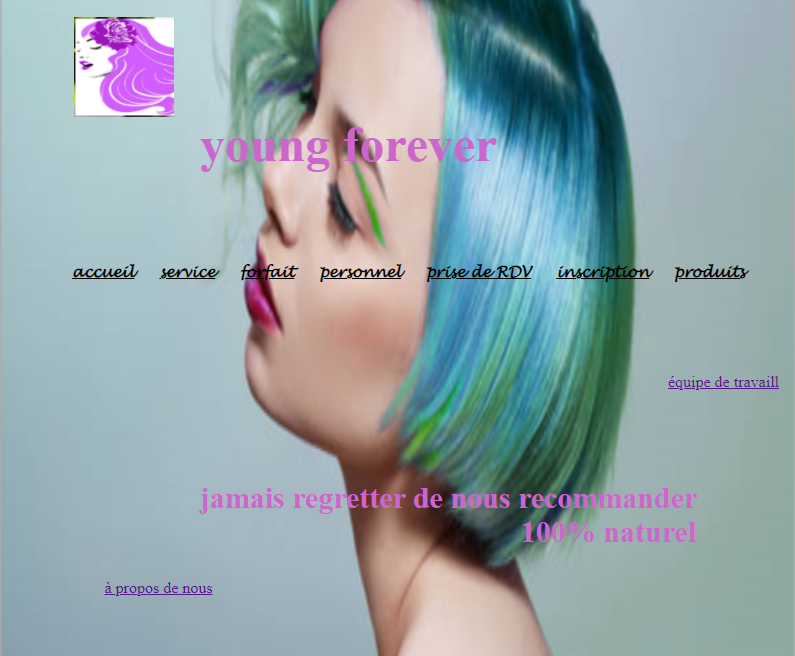 young forever
accueil service forfait personnel prise de RDV inscription produits
équipe de travaill
jamais regretter de nous recommander
100% naturel
à propos de nous